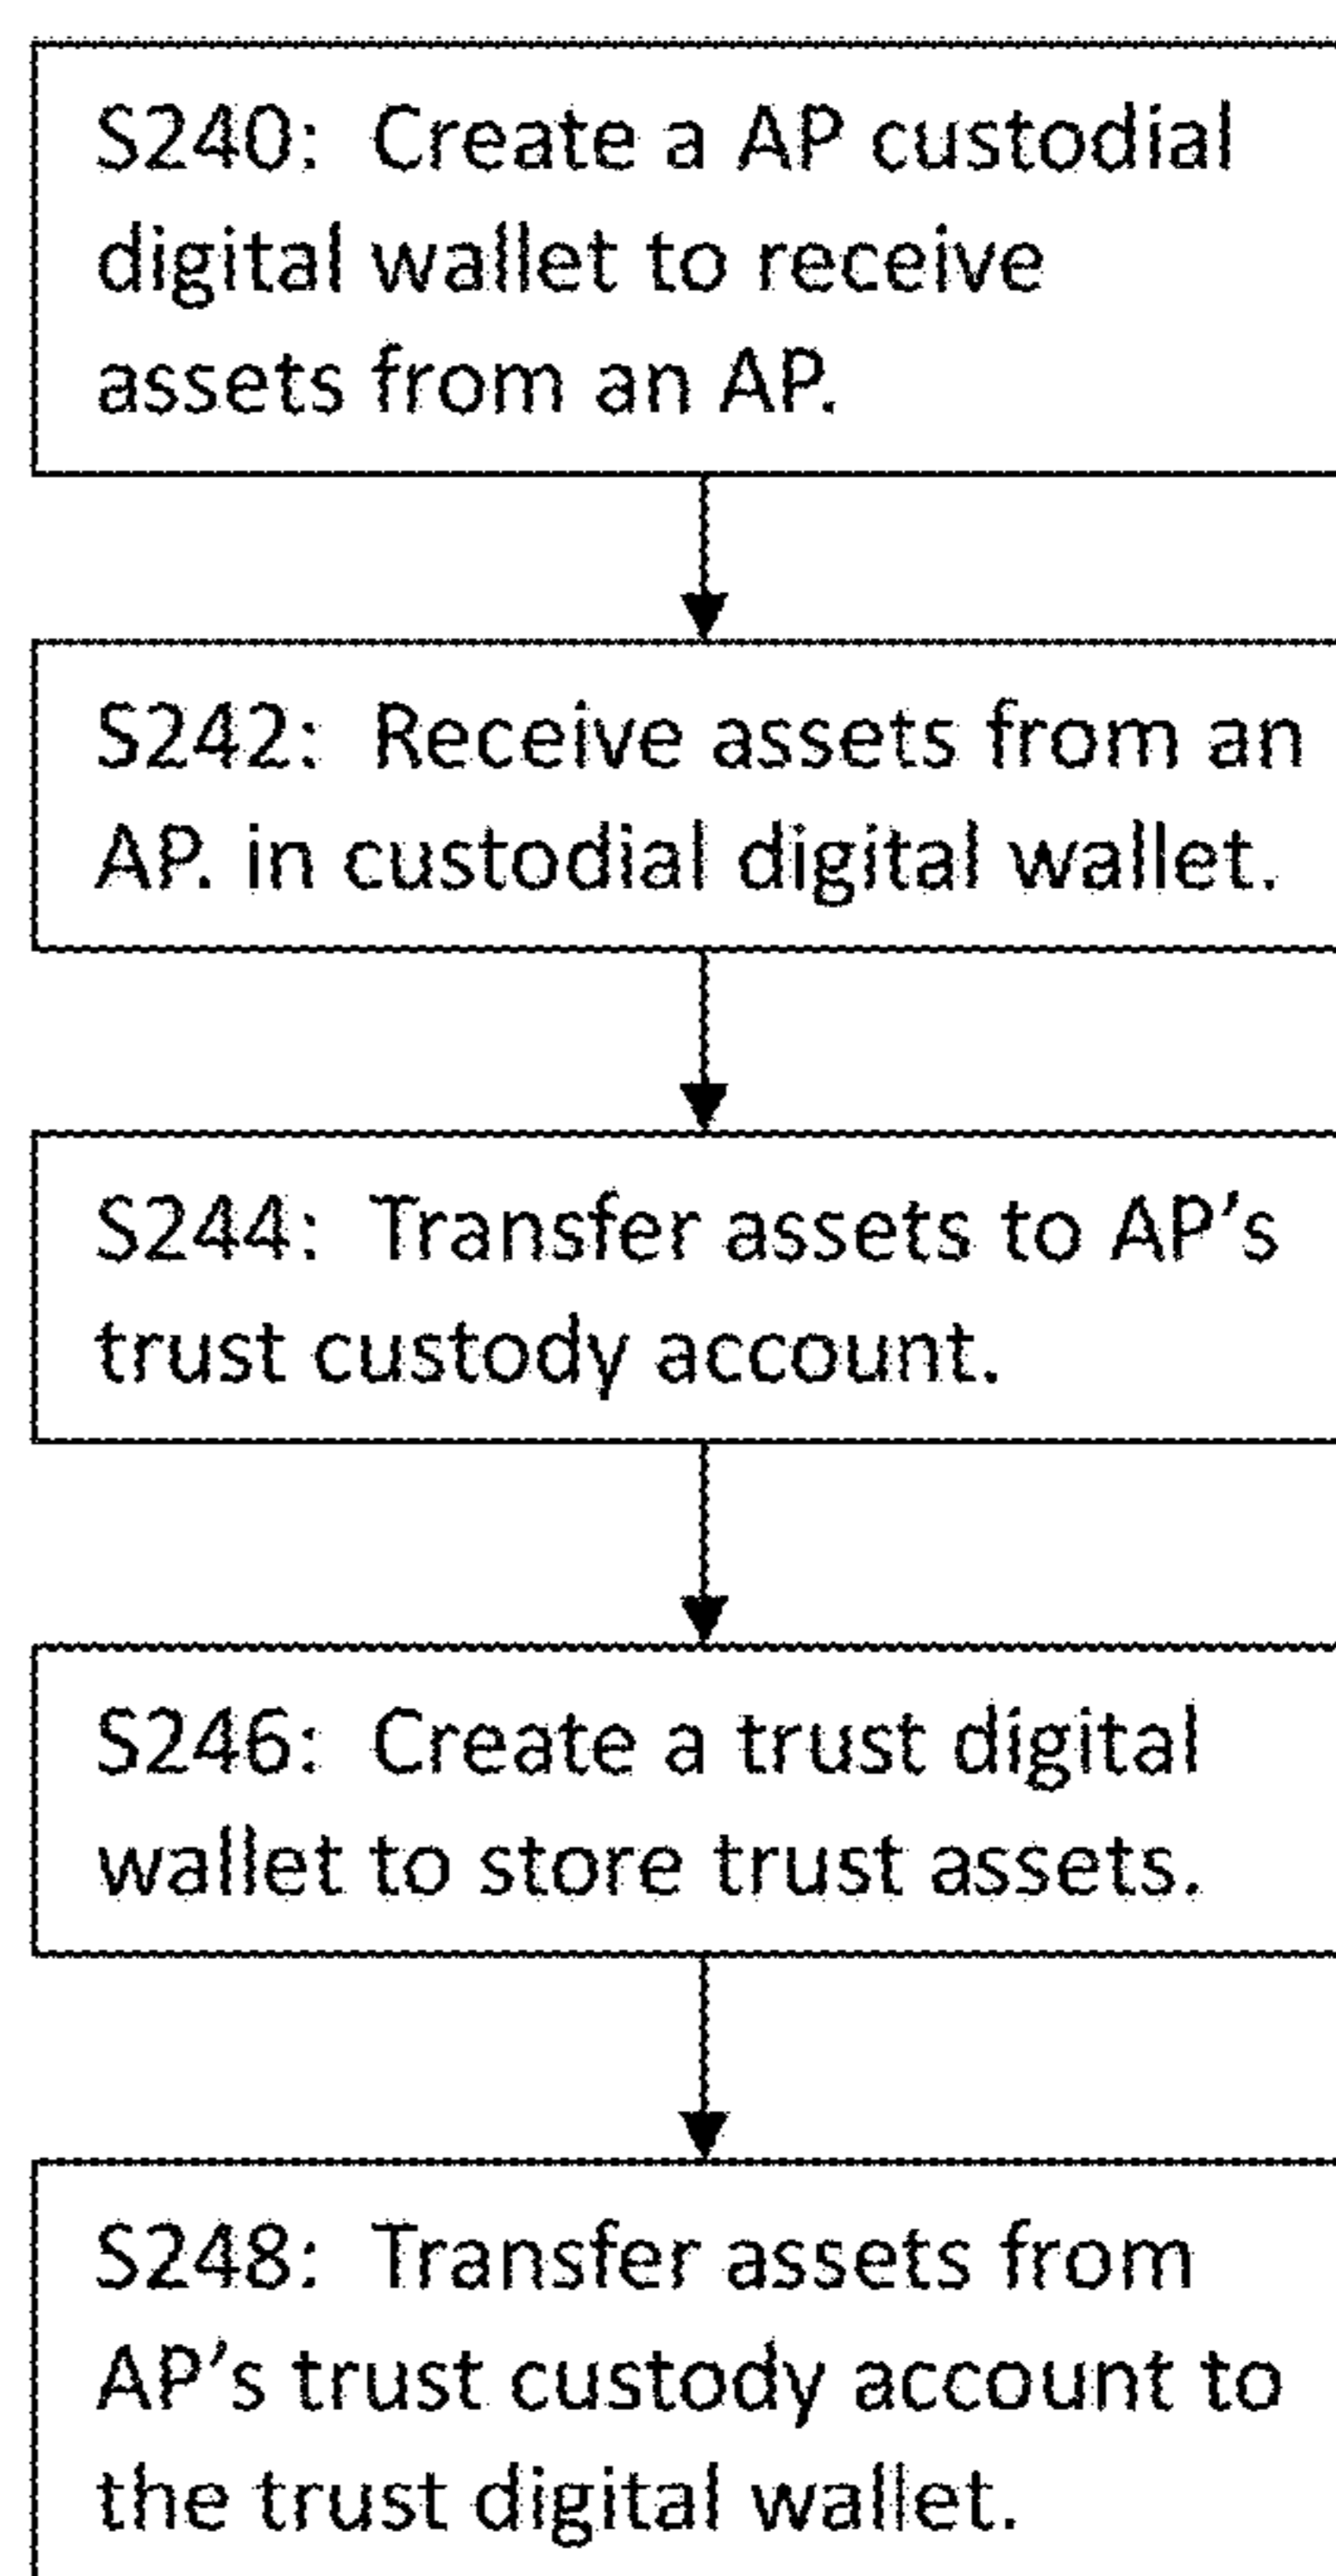 S240: Create a AP custodial
digital wallet to receive
assets from an AP.
S242: Receive assets from an
AP. in custodial digital wallet.
S244: Transfer assets to AP's
trust custody account.
S246: Create a trust digital
wallet to store trust assets.
S248: Transfer assets from
AP's trust custody account to
the trust digital wallet.